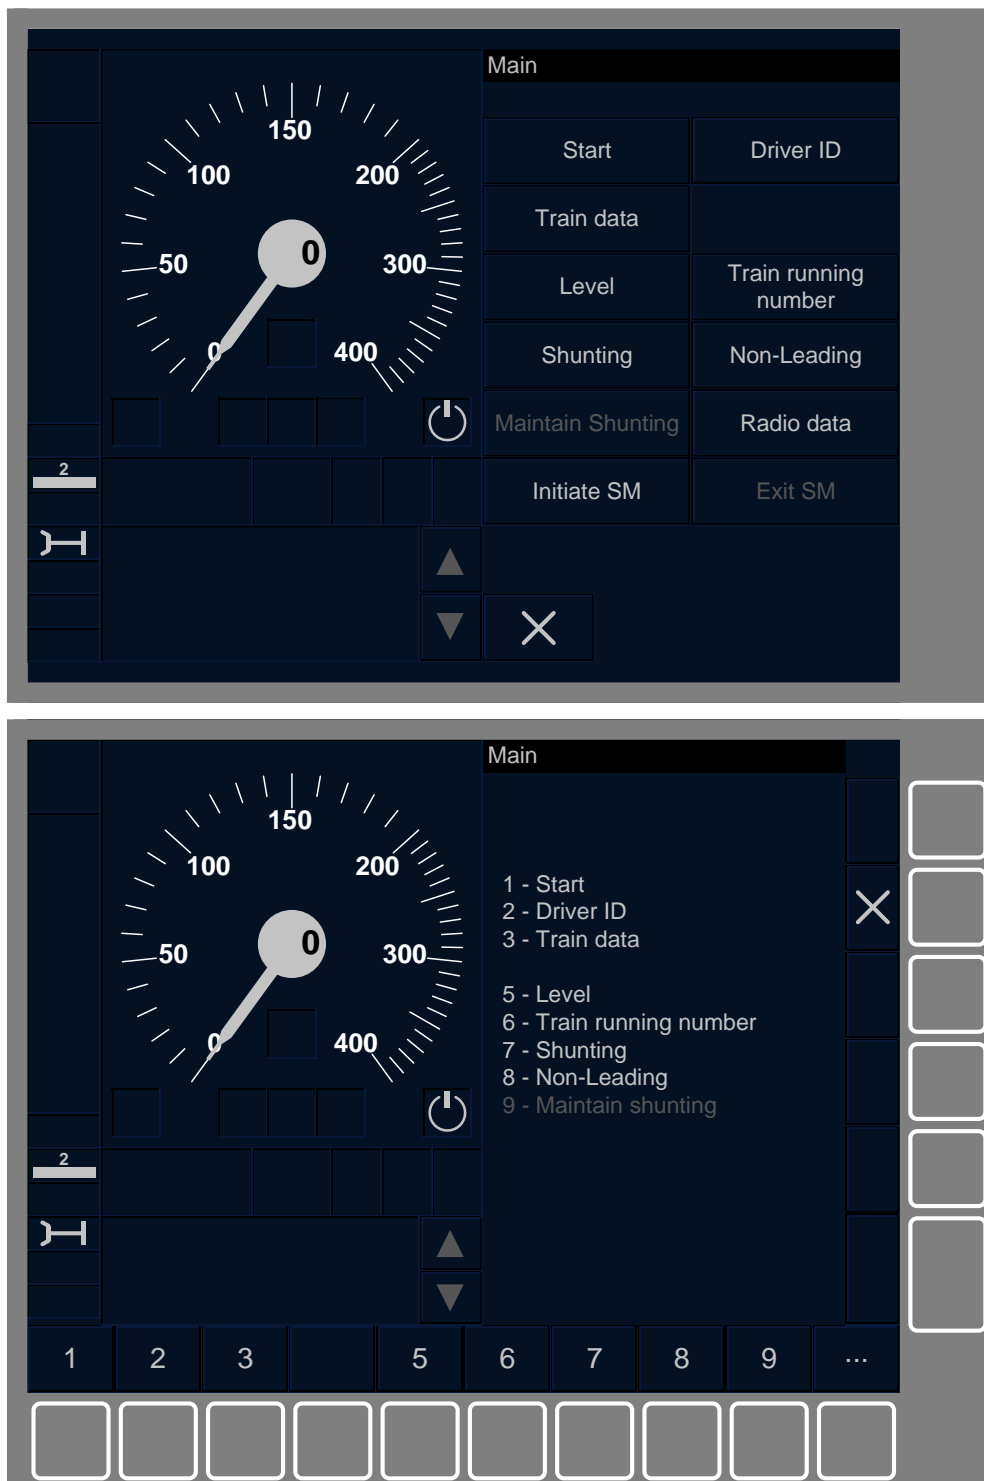 Main
150
100
200
50
0
300
0
400
Start
Driver ID
Train data
Level
Train running
number
Shunting
Non-Leading
Maintain Shunting
Radio data
Initiate SM
Exit SM
2
Main
150
100
200
50
0
300
0
400
1 - Start
2 - Driver ID
3 - Train data
5 - Level
6 - Train running number
7 - Shunting
8 - Non-Leading
9 - Maintain shunting
2
1 2 3 5 6 7 8 9 ...